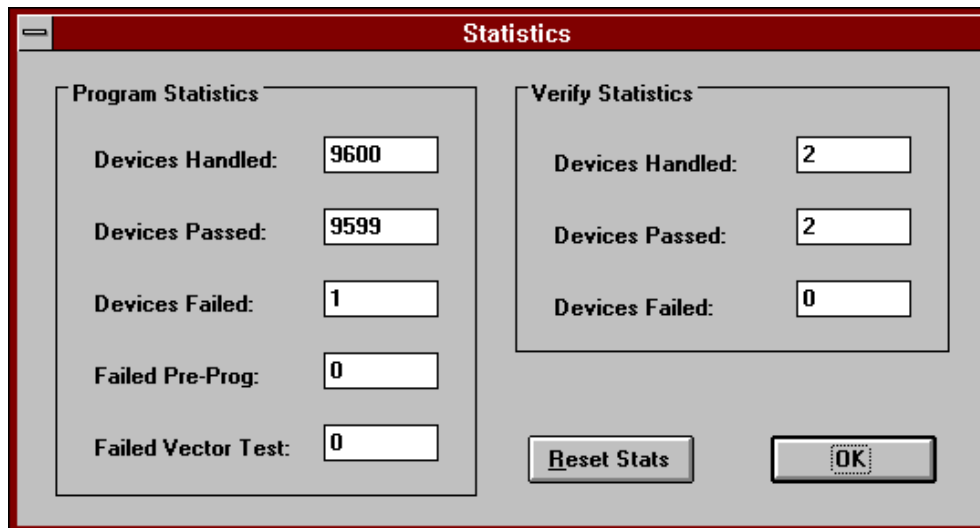 Statistics
Program Statistics
Devices Handled: 9600
Devices Passed: 9599
Devices Failed: 1
Failed Pre-Prog: 0
Failed Vector Test: 0
Verify Statistics
Devices Handled: 2
Devices Passed: 2
Devices Failed: 0
Reset Stats
OK